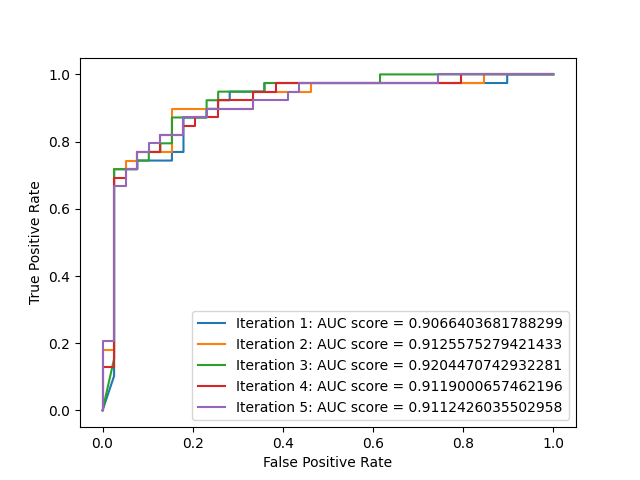 1.0
0.8
0.6
0.4
0.2
0.0
True Positive Rate
Iteration 1: AUC score = 0.9066403681788299
Iteration 2: AUC score = 0.9125575279421433
Iteration 3: AUC score = 0.9204470742932281
Iteration 4: AUC score = 0.9119000657462196
Iteration 5: AUC score = 0.9112426035502958
0.0 0.2 0.4 0.6 0.8 1.0
False Positive Rate